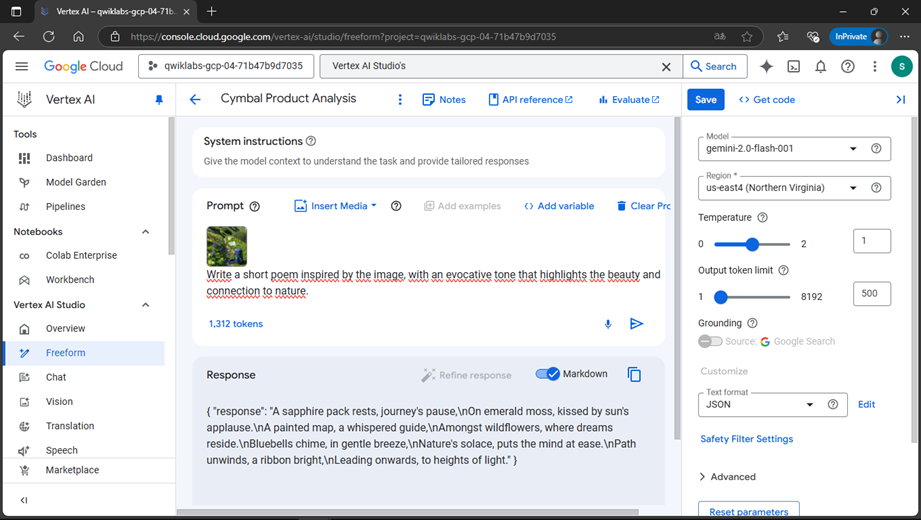 Vertex AI – qwiklabs-gcp-04-71b
https://console.cloud.google.com/vertex-ai/studio/freeform?project=qwiklabs-gcp-04-71b47b9d7035
InPrivate
Google Cloud
qwiklabs-gcp-04-71b47b9d7035
Vertex AI Studio's
Search
S
Vertex AI
Cymbal Product Analysis
Notes
API reference
Evaluate
Save
Get code
Tools
Dashboard
Model Garden
Pipelines
Notebooks
Colab Enterprise
Workbench
Vertex AI Studio
Overview
Freeform
Chat
Vision
Translation
Speech
Marketplace
System instructions
Give the model context to understand the task and provide tailored responses
Prompt
Insert Media
Add examples
Add variable
Clear Pro
Write a short poem inspired by the image, with an evocative tone that highlights the beauty and
connection to nature.
1,312 tokens
Response
Refine response
Markdown
{ "response": "A sapphire pack rests, journey's pause,\nOn emerald moss, kissed by sun's
applause.\nA painted map, a whispered guide,\nAmongst wildflowers, where dreams
reside.\nBluebells chime, in gentle breeze,\nNature's solace, puts the mind at ease.\nPath
unwinds, a ribbon bright,\nLeading onwards, to heights of light." }
Model
gemini-2.0-flash-001
Region *
us-east4 (Northern Virginia)
Temperature
0
2
1
Output token limit
1
8192
500
Grounding
Source: Google Search
Customize
Text format
JSON
Edit
Safety Filter Settings
Advanced
Reset parameters